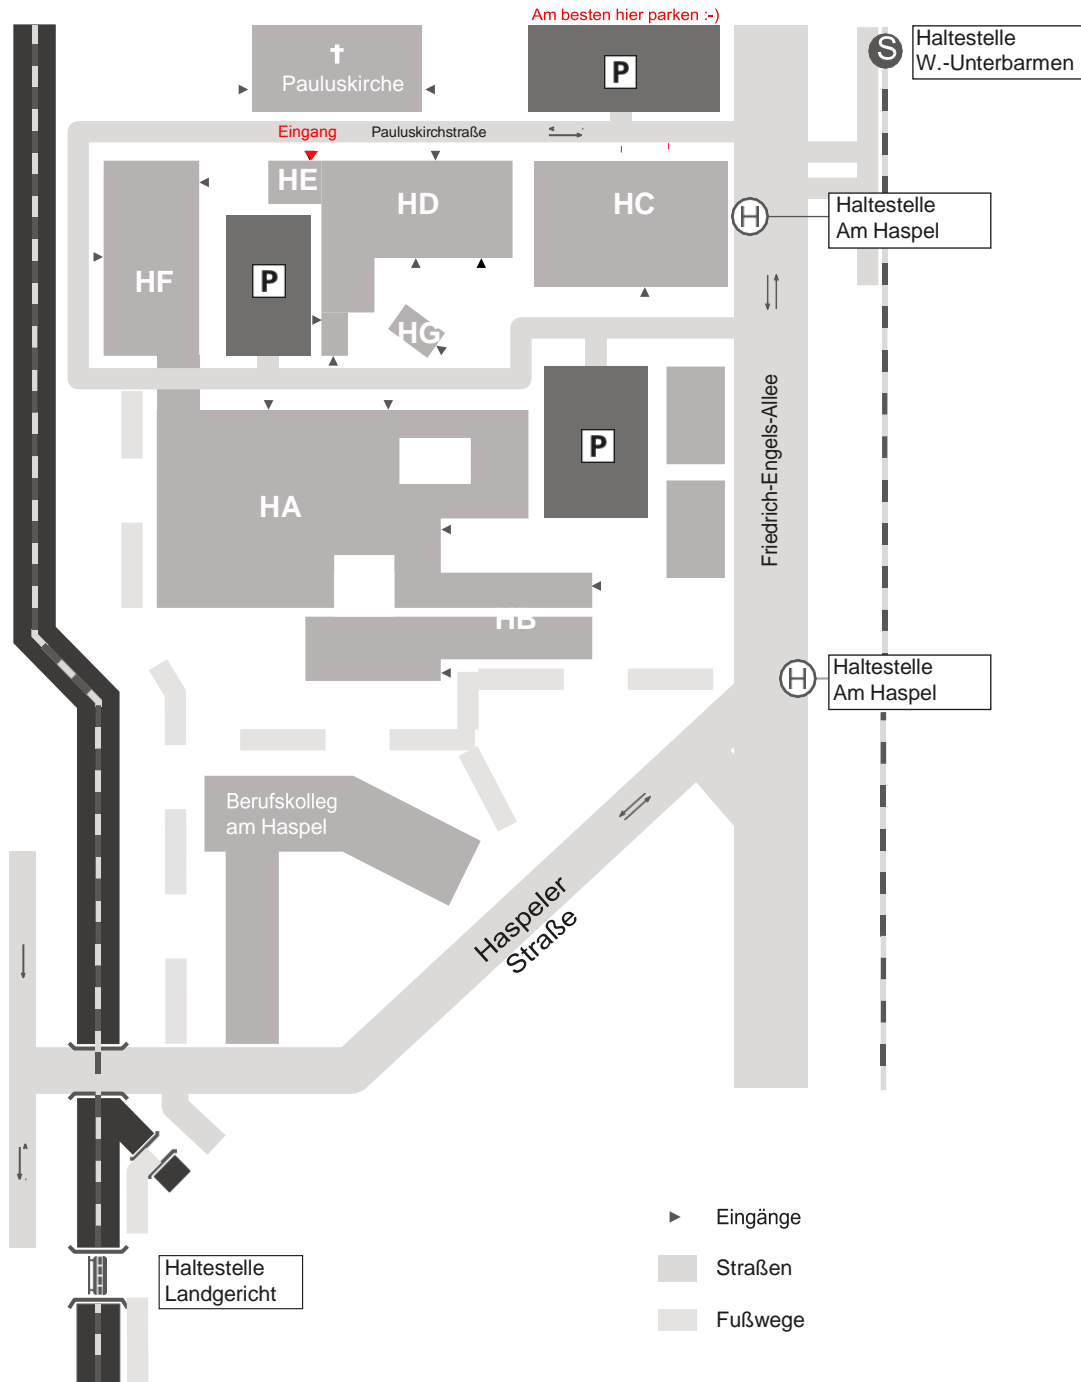 Am besten hier parken :-)
Haltestelle
W.-Unterbarmen
S
P
Pauluskirche
Eingang
Pauluskirchstraße
HE
HD
HC
Haltestelle
Am Haspel
H
HF
P
HG
Friedrich-Engels-Allee
P
HA
HB
Haltestelle
Am Haspel
H
Berufskolleg
am Haspel
Haspeler
Straße
Eingänge
Straßen
Fußwege
Haltestelle
Landgericht